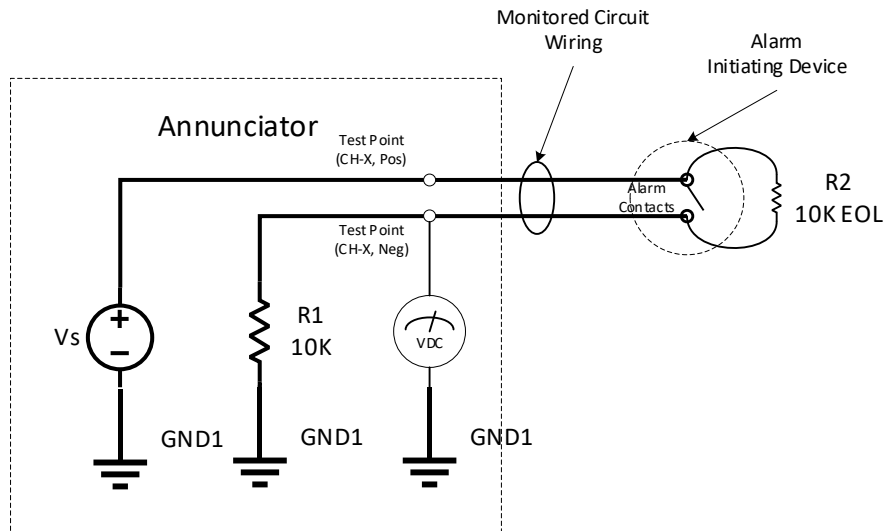 Monitored Circuit
Wiring
Alarm
Initiating Device
Annunciator
Test Point
(CH-X, Pos)
Alarm
Contacts
R2
10K EOL
Test Point
(CH-X, Neg)
Vs
+
−
R1
10K
VDC
GND1
GND1
GND1